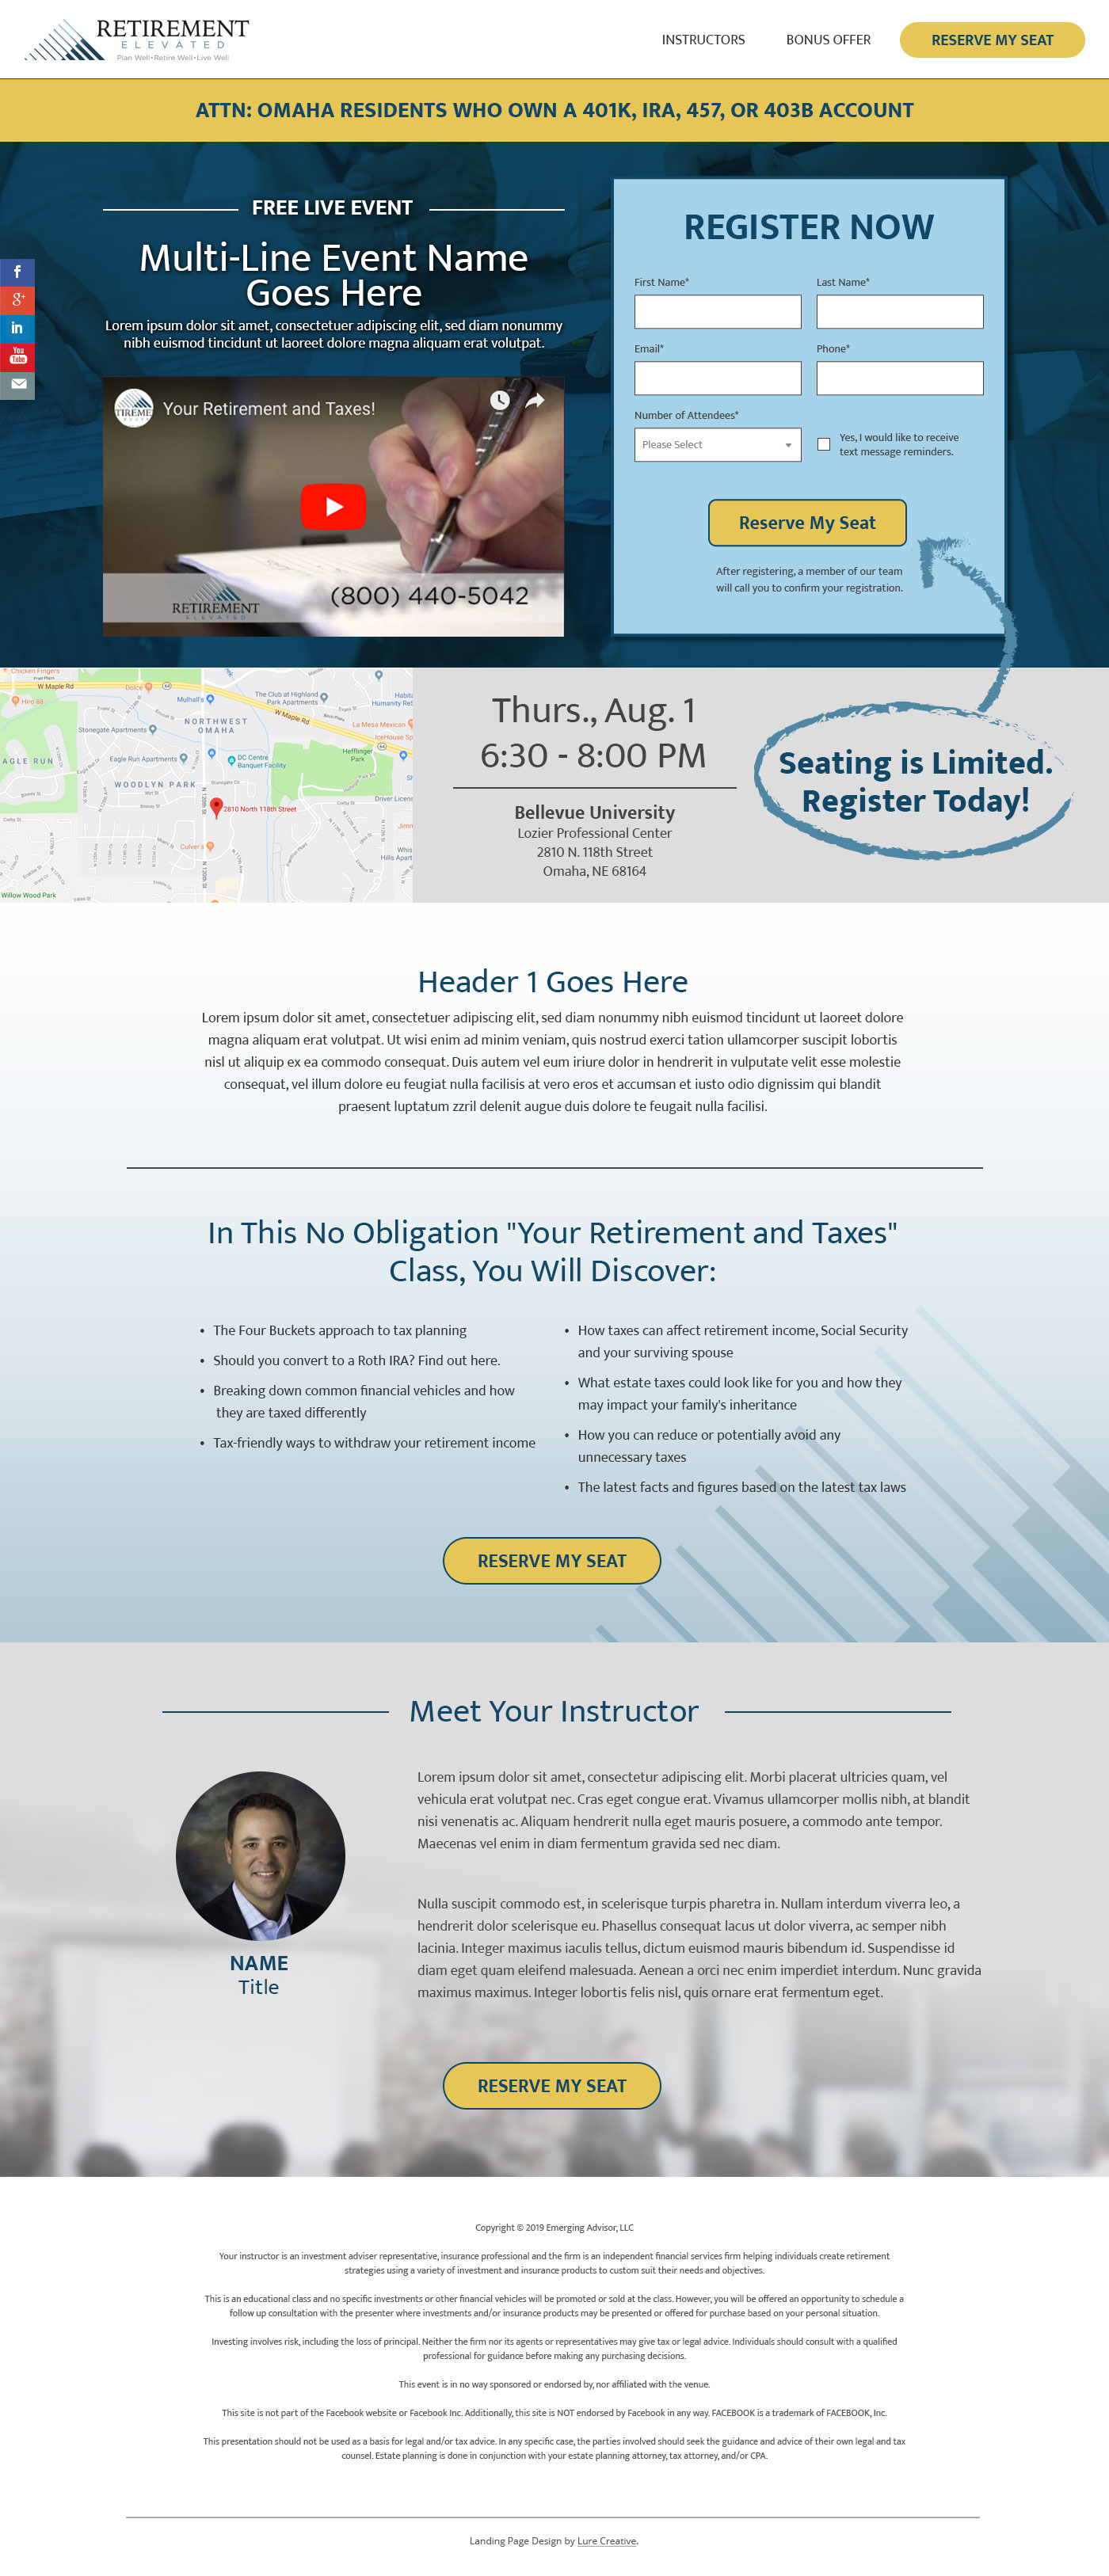 RETIREMENT
ELEVATED
Plan Well•Retire Well•Live Well
INSTRUCTORS
BONUS OFFER
RESERVE MY SEAT
ATTN: OMAHA RESIDENTS WHO OWN A 401K, IRA, 457, OR 403B ACCOUNT
FREE LIVE EVENT
Multi-Line Event Name
Goes Here
Lorem ipsum dolor sit amet, consectetuer adipiscing elit, sed diam nonummy
nibh euismod tincidunt ut laoreet dolore magna aliquam erat volutpat.
You
Tube
TIREME
Your Retirement and Taxes!
RETIREMENT
ELEVATED
(800) 440-5042
REGISTER NOW
First Name*
Last Name*
Email*
Phone*
Number of Attendees*
Please Select
Yes, I would like to receive
text message reminders.
Reserve My Seat
After registering, a member of our team
will call you to confirm your registration.
Chicken Fingers
W Maple Rd
Hiro 88
Dolce
Mulhall's
The Club at Highland
Park Apartments
W Maple Rd
La Mesa Mexican
NORTHWEST
OMAHA
Stonegate Apartments
Hefflinger
Park
AGLE RUN
Eagle Run Apartments
DC Centre
Banquet Facility
WOODLYN PARK
2810 North 118th Street
Driver Licens
Culver's
Whis
Hills Apart
Willow Wood Park
Thurs., Aug. 1
6:30 - 8:00 PM
Bellevue University
Lozier Professional Center
2810 N. 118th Street
Omaha, NE 68164
Seating is Limited.
Register Today!
Header 1 Goes Here
Lorem ipsum dolor sit amet, consectetuer adipiscing elit, sed diam nonummy nibh euismod tincidunt ut laoreet dolore
magna aliquam erat volutpat. Ut wisi enim ad minim veniam, quis nostrud exerci tation ullamcorper suscipit lobortis
nisl ut aliquip ex ea commodo consequat. Duis autem vel eum iriure dolor in hendrerit in vulputate velit esse molestie
consequat, vel illum dolore eu feugiat nulla facilisis at vero eros et accumsan et iusto odio dignissim qui blandit
praesent luptatum zzril delenit augue duis dolore te feugait nulla facilisi.
In This No Obligation "Your Retirement and Taxes"
Class, You Will Discover:
• The Four Buckets approach to tax planning
• Should you convert to a Roth IRA? Find out here.
• Breaking down common financial vehicles and how
they are taxed differently
• Tax-friendly ways to withdraw your retirement income
• How taxes can affect retirement income, Social Security
and your surviving spouse
• What estate taxes could look like for you and how they
may impact your family's inheritance
• How you can reduce or potentially avoid any
unnecessary taxes
• The latest facts and figures based on the latest tax laws
RESERVE MY SEAT
Meet Your Instructor
NAME
Title
Lorem ipsum dolor sit amet, consectetur adipiscing elit. Morbi placerat ultricies quam, vel
vehicula erat volutpat nec. Cras eget congue erat. Vivamus ullamcorper mollis nibh, at blandit
nisi venenatis ac. Aliquam hendrerit nulla eget mauris posuere, a commodo ante tempor.
Maecenas vel enim in diam fermentum gravida sed nec diam.
Nulla suscipit commodo est, in scelerisque turpis pharetra in. Nullam interdum viverra leo, a
hendrerit dolor scelerisque eu. Phasellus consequat lacus ut dolor viverra, ac semper nibh
lacinia. Integer maximus iaculis tellus, dictum euismod mauris bibendum id. Suspendisse id
diam eget quam eleifend malesuada. Aenean a orci nec enim imperdiet interdum. Nunc gravida
maximus maximus. Integer lobortis felis nisl, quis ornare erat fermentum eget.
RESERVE MY SEAT
Copyright © 2019 Emerging Advisor, LLC
Your instructor is an investment adviser representative, insurance professional and the firm is an independent financial services firm helping individuals create retirement
strategies using a variety of investment and insurance products to custom suit their needs and objectives.
This is an educational class and no specific investments or other financial vehicles will be promoted or sold at the class. However, you will be offered an opportunity to schedule a
follow up consultation with the presenter where investments and/or insurance products may be presented or offered for purchase based on your personal situation.
Investing involves risk, including the loss of principal. Neither the firm nor its agents or representatives may give tax or legal advice. Individuals should consult with a qualified
professional for guidance before making any purchasing decisions.
This event is in no way sponsored or endorsed by, nor affiliated with the venue.
This site is not part of the Facebook website or Facebook Inc. Additionally, this site is NOT endorsed by Facebook in any way. FACEBOOK is a trademark of FACEBOOK, Inc.
This presentation should not be used as a basis for legal and/or tax advice. In any specific case, the parties involved should seek the guidance and advice of their own legal and tax
counsel. Estate planning is done in conjunction with your estate planning attorney, tax attorney, and/or CPA.
Landing Page Design by Lure Creative.